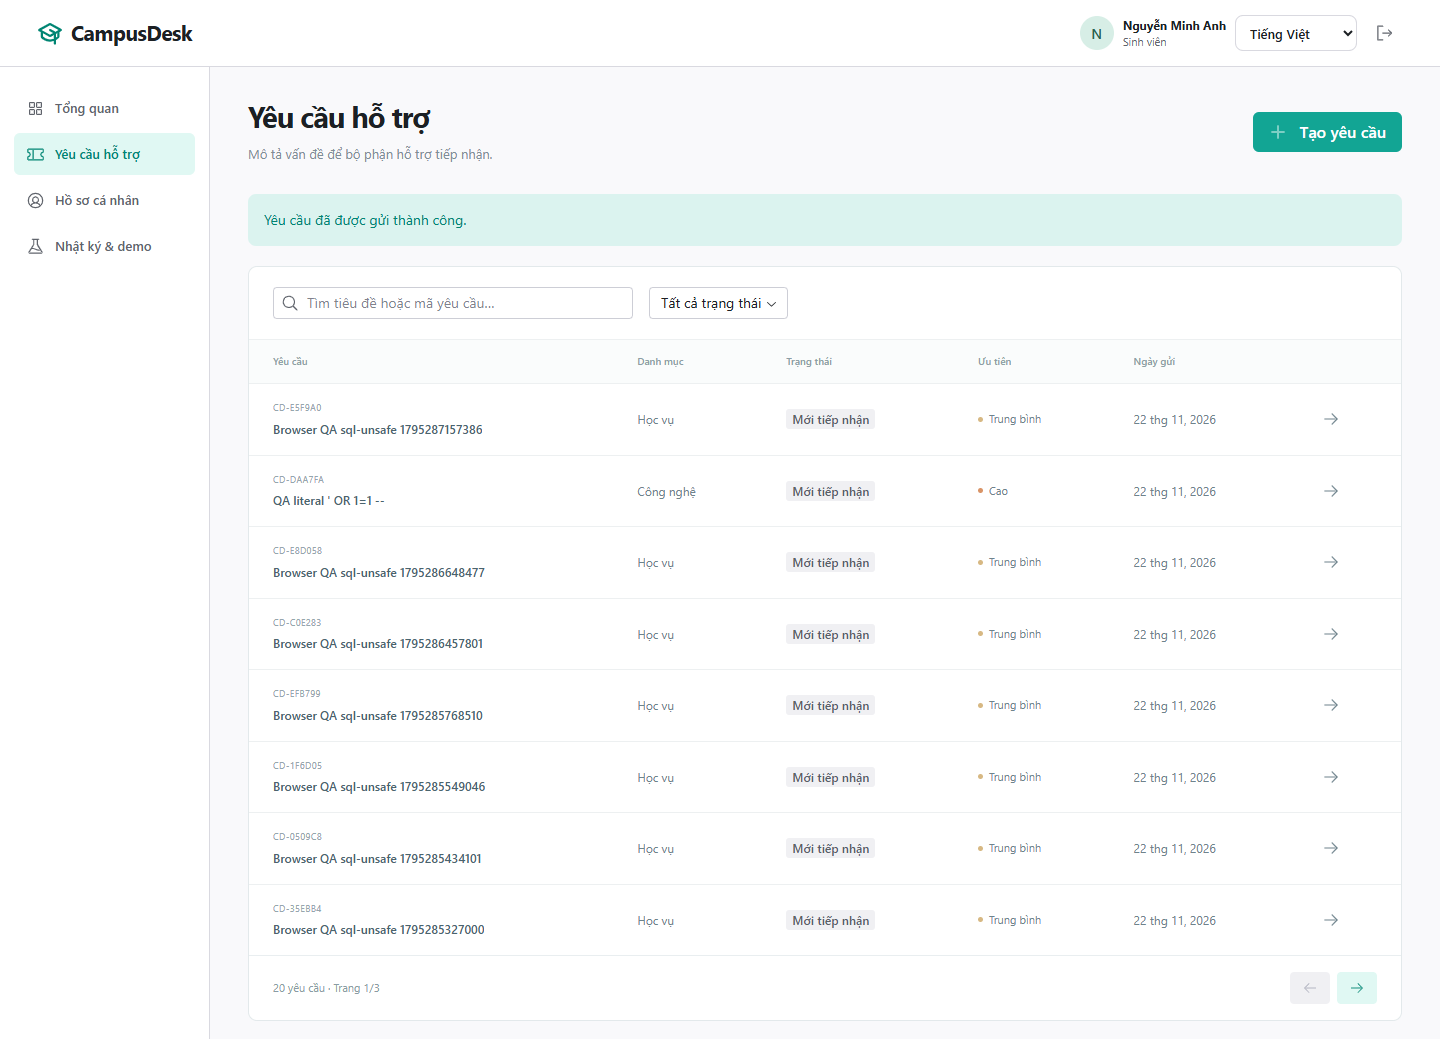 CampusDesk
N
Nguyễn Minh Anh
Sinh viên
Tiếng Việt
Tổng quan
Yêu cầu hỗ trợ
Hồ sơ cá nhân
Nhật ký & demo
Yêu cầu hỗ trợ
Mô tả vấn đề để bộ phận hỗ trợ tiếp nhận.
Tạo yêu cầu
Yêu cầu đã được gửi thành công.
Tìm tiêu đề hoặc mã yêu cầu...
Tất cả trạng thái
Yêu cầu Danh mục Trạng thái Ưu tiên Ngày gửi
CD-E5F9A0
Browser QA sql-unsafe 1795287157386 Học vụ Mới tiếp nhận Trung bình 22 thg 11, 2026
CD-DAA7FA
QA literal ' OR 1=1 -- Công nghệ Mới tiếp nhận Cao 22 thg 11, 2026
CD-E8D058
Browser QA sql-unsafe 1795286648477 Học vụ Mới tiếp nhận Trung bình 22 thg 11, 2026
CD-C0E283
Browser QA sql-unsafe 1795286457801 Học vụ Mới tiếp nhận Trung bình 22 thg 11, 2026
CD-EFB799
Browser QA sql-unsafe 1795285768510 Học vụ Mới tiếp nhận Trung bình 22 thg 11, 2026
CD-1F6D05
Browser QA sql-unsafe 1795285549046 Học vụ Mới tiếp nhận Trung bình 22 thg 11, 2026
CD-0509C8
Browser QA sql-unsafe 1795285434101 Học vụ Mới tiếp nhận Trung bình 22 thg 11, 2026
CD-35EBB4
Browser QA sql-unsafe 1795285327000 Học vụ Mới tiếp nhận Trung bình 22 thg 11, 2026
20 yêu cầu · Trang 1/3